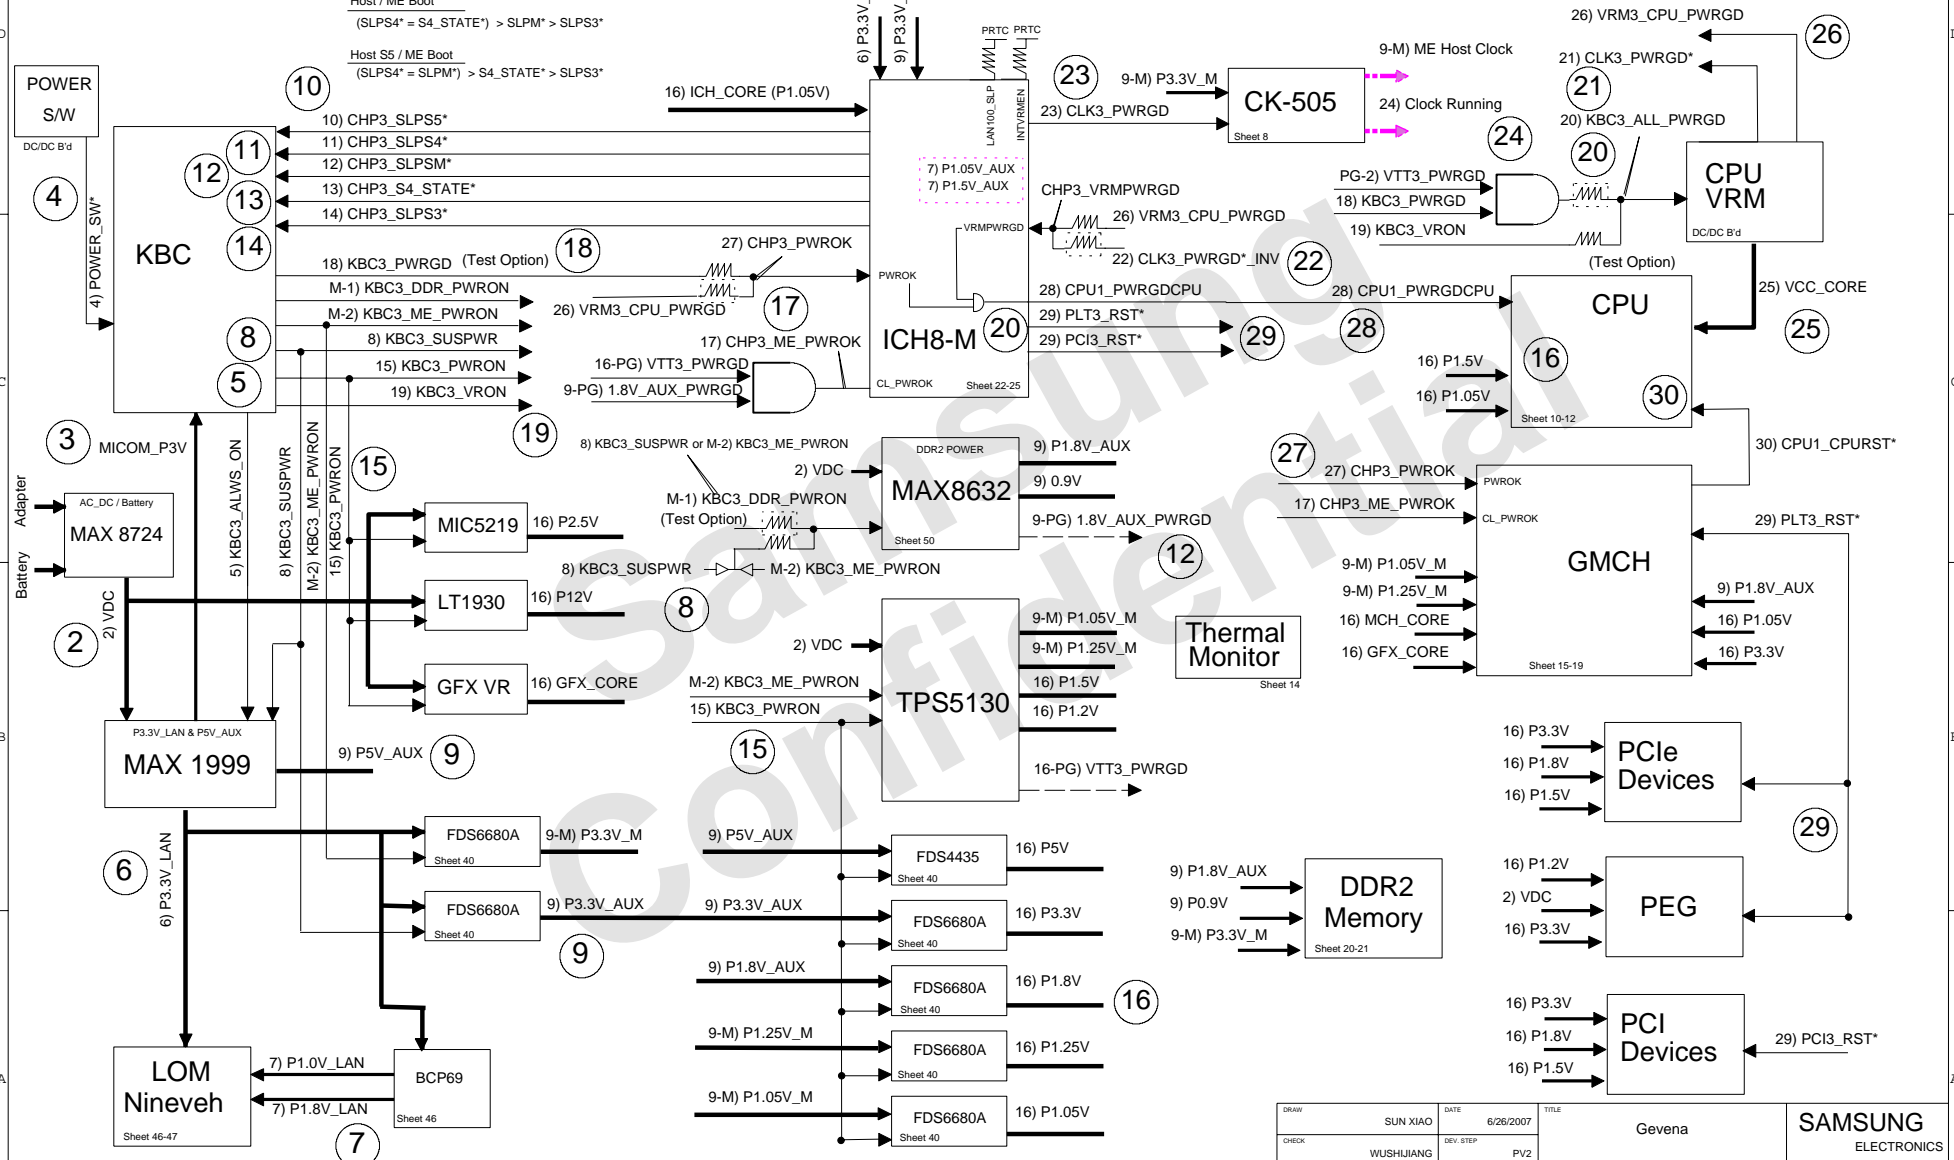 Host / ME Boot
(SLPS4* = S4_STATE*) > SLPM* > SLPS3*
Host S5 / ME Boot
(SLPS4* = SLPM*) > S4_STATE* > SLPS3*
POWER
S/W
DC/DC B'd
4
4) POWER_SW*
10
11
12
13
14
KBC
8
5
10) CHP3_SLPS5*
11) CHP3_SLPS4*
12) CHP3_SLPSM*
13) CHP3_S4_STATE*
14) CHP3_SLPS3*
18) KBC3_PWRGD (Test Option)
18
M-1) KBC3_DDR_PWRON
M-2) KBC3_ME_PWRON
8) KBC3_SUSPWR
15) KBC3_PWRON
19) KBC3_VRON
19
16) ICH_CORE (P1.05V)
27) CHP3_PWROK
26) VRM3_CPU_PWRGD
17
17) CHP3_ME_PWROK
16-PG) VTT3_PWRGD
9-PG) 1.8V_AUX_PWRGD
6) P3.3V_
9) P3.3V_
PRTC PRTC
LAN100_SLP
INTVRMEN
7) P1.05V_AUX
7) P1.5V_AUX
VRMPWRGD
PWROK
ICH8-M
20
CL_PWROK
Sheet 22-25
23
23) CLK3_PWRGD
9-M) P3.3V_M
CK-505
Sheet 8
9-M) ME Host Clock
24) Clock Running
CHP3_VRMPWRGD
26) VRM3_CPU_PWRGD
22) CLK3_PWRGD*_INV
22
28) CPU1_PWRGDCPU
29) PLT3_RST*
29) PCI3_RST*
29
28) CPU1_PWRGDCPU
28
26) VRM3_CPU_PWRGD
26
21) CLK3_PWRGD*
21
20) KBC3_ALL_PWRGD
20
24
PG-2) VTT3_PWRGD
18) KBC3_PWRGD
19) KBC3_VRON
(Test Option)
CPU
VRM
DC/DC B'd
25) VCC_CORE
25
CPU
16
16) P1.5V
16) P1.05V
30
Sheet 10-12
30) CPU1_CPURST*
3
MICOM_P3V
Adapter
Battery
AC_DC / Battery
MAX 8724
2
2) VDC
5) KBC3_ALWS_ON
8) KBC3_SUSPWR
M-2) KBC3_ME_PWRON
15) KBC3_PWRON
15
MIC5219
16) P2.5V
LT1930
16) P12V
GFX VR
16) GFX_CORE
P3.3V_LAN & P5V_AUX
MAX 1999
9) P5V_AUX
9
8) KBC3_SUSPWR or M-2) KBC3_ME_PWRON
M-1) KBC3_DDR_PWRON
(Test Option)
8) KBC3_SUSPWR
M-2) KBC3_ME_PWRON
8
2) VDC
DDR2 POWER
MAX8632
Sheet 50
9) P1.8V_AUX
9) 0.9V
9-PG) 1.8V_AUX_PWRGD
12
2) VDC
M-2) KBC3_ME_PWRON
15) KBC3_PWRON
15
TPS5130
9-M) P1.05V_M
9-M) P1.25V_M
16) P1.5V
16) P1.2V
16-PG) VTT3_PWRGD
Thermal
Monitor
Sheet 14
27
27) CHP3_PWROK
17) CHP3_ME_PWROK
PWROK
CL_PWROK
9-M) P1.05V_M
9-M) P1.25V_M
16) MCH_CORE
16) GFX_CORE
GMCH
Sheet 15-19
29) PLT3_RST*
9) P1.8V_AUX
16) P1.05V
16) P3.3V
6
6) P3.3V_LAN
FDS6680A
Sheet 40
9-M) P3.3V_M
FDS6680A
Sheet 40
9) P3.3V_AUX
9
LOM
Nineveh
Sheet 46-47
7) P1.0V_LAN
7) P1.8V_LAN
7
BCP69
Sheet 46
9) P5V_AUX
FDS4435
Sheet 40
16) P5V
9) P3.3V_AUX
FDS6680A
Sheet 40
16) P3.3V
9) P1.8V_AUX
FDS6680A
Sheet 40
16) P1.8V
16
9-M) P1.25V_M
FDS6680A
Sheet 40
16) P1.25V
9-M) P1.05V_M
FDS6680A
Sheet 40
16) P1.05V
9) P1.8V_AUX
9) P0.9V
9-M) P3.3V_M
DDR2
Memory
Sheet 20-21
16) P3.3V
16) P1.8V
16) P1.5V
PCIe
Devices
29
16) P1.2V
2) VDC
16) P3.3V
PEG
16) P3.3V
16) P1.8V
16) P1.5V
PCI
Devices
29) PCI3_RST*
Samsung
Confidential
DRAW
SUN XIAO
DATE
6/26/2007
TITLE
Gevena
SAMSUNG
ELECTRONICS
CHECK
WUSHIJIANG
DEV. STEP
PV2